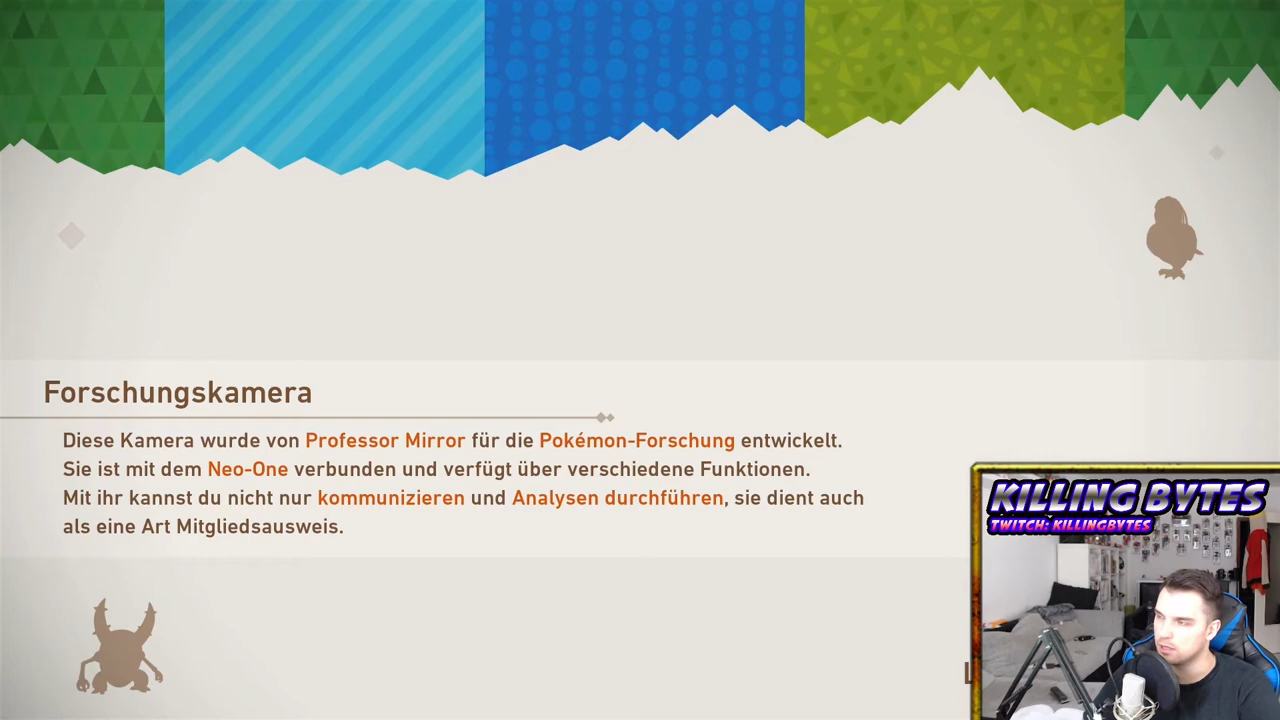 Forschungskamera
Diese Kamera wurde von Professor Mirror für die Pokémon-Forschung entwickelt.
Sie ist mit dem Neo-One verbunden und verfügt über verschiedene Funktionen.
Mit ihr kannst du nicht nur kommunizieren und Analysen durchführen, sie dient auch
als eine Art Mitgliedsausweis.
KILLING BYTES
TWITCH: KILLINGBYTES